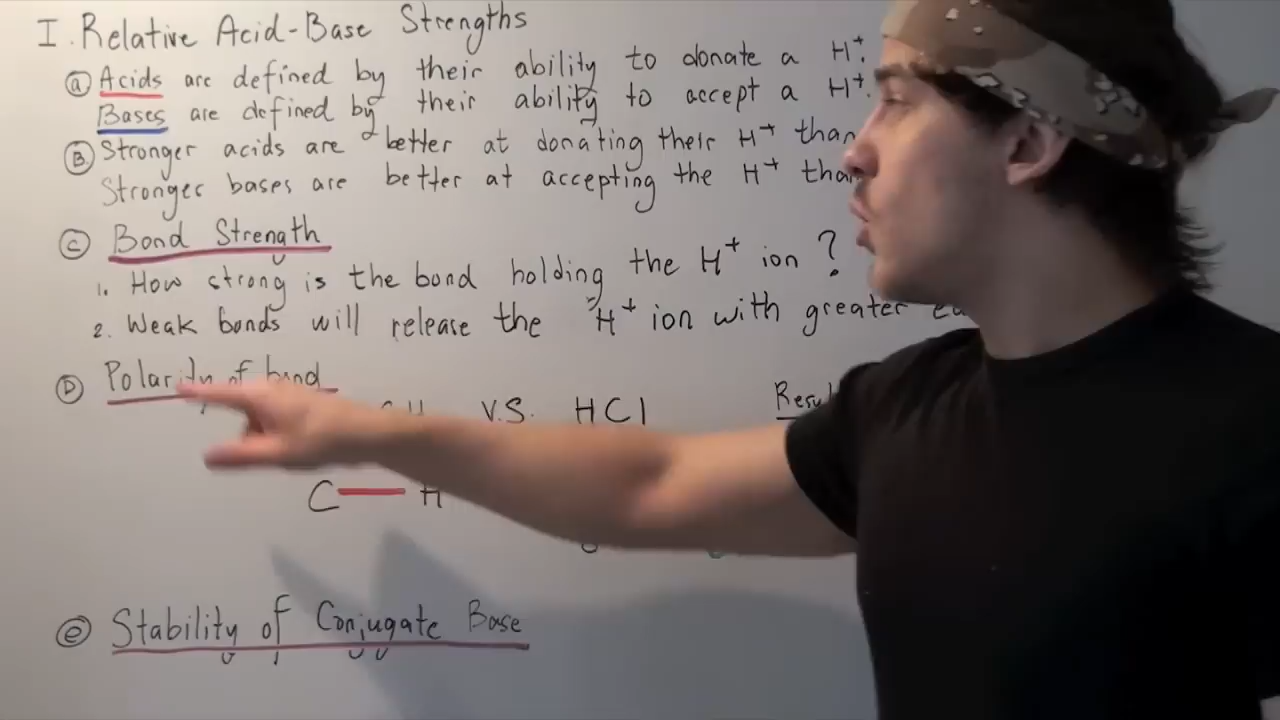 I. Relative Acid-Base Strengths
(a) Acids are defined by their ability to donate a H⁺.
Bases are defined by their ability to accept a H⁺.
(B) Stronger acids are better at donating their H⁺ than
Stronger bases are better at accepting the H⁺ than
(C) Bond Strength
1. How strong is the bond holding the H⁺ ion?
2. Weak bonds will release the H⁺ ion with greater
(D) Polarity of bond
V.S. HCl
C—H
(e) Stability of Conjugate Base